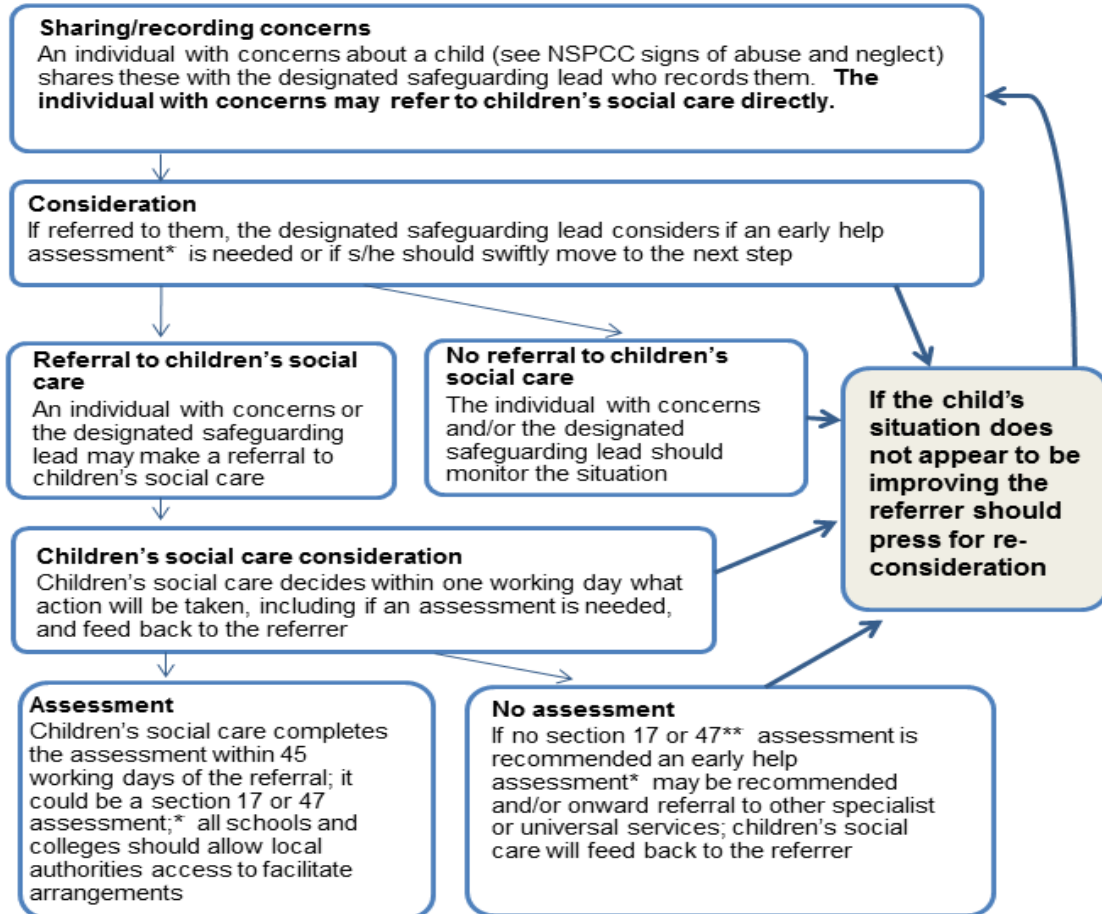 Sharing/recording concerns
An individual with concerns about a child (see NSPCC signs of abuse and neglect)
shares these with the designated safeguarding lead who records them.  The
individual with concerns may refer to children's social care directly.
Consideration
If referred to them, the designated safeguarding lead considers if an early help
assessment* is needed or if s/he should swiftly move to the next step
Referral to children's social
care
An individual with concerns or
the designated safeguarding
lead may make a referral to
children's social care
No referral to children's
social care
The individual with concerns
and/or the designated
safeguarding lead should
monitor the situation
If the child's
situation does
not appear to be
improving the
referrer should
press for re-
consideration
Children's social care consideration
Children's social care decides within one working day what
action will be taken, including if an assessment is needed,
and feed back to the referrer
Assessment
Children's social care completes
the assessment within 45
working days of the referral; it
could be a section 17 or 47
assessment;* all schools and
colleges should allow local
authorities access to facilitate
arrangements
No assessment
If no section 17 or 47** assessment is
recommended an early help
assessment* may be recommended
and/or onward referral to other specialist
or universal services; children's social
care will feed back to the referrer